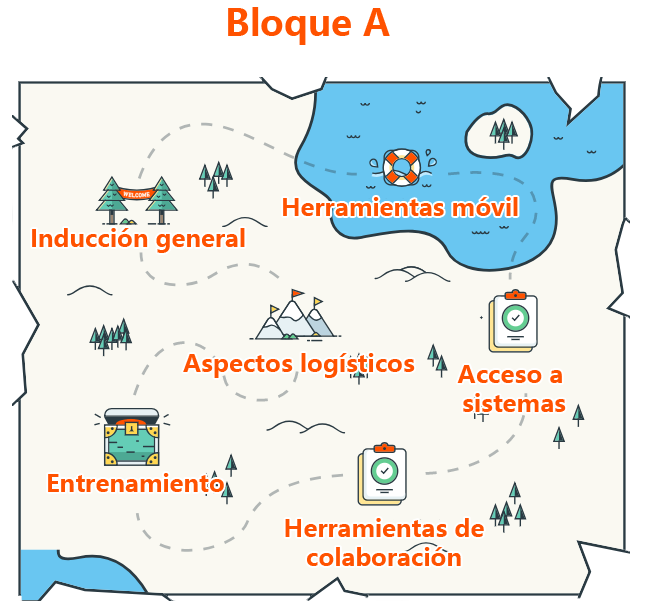 Bloque A
WELCOME
Herramientas móvil
Inducción general
Aspectos logísticos
Acceso a
sistemas
Entrenamiento
Herramientas de
colaboración